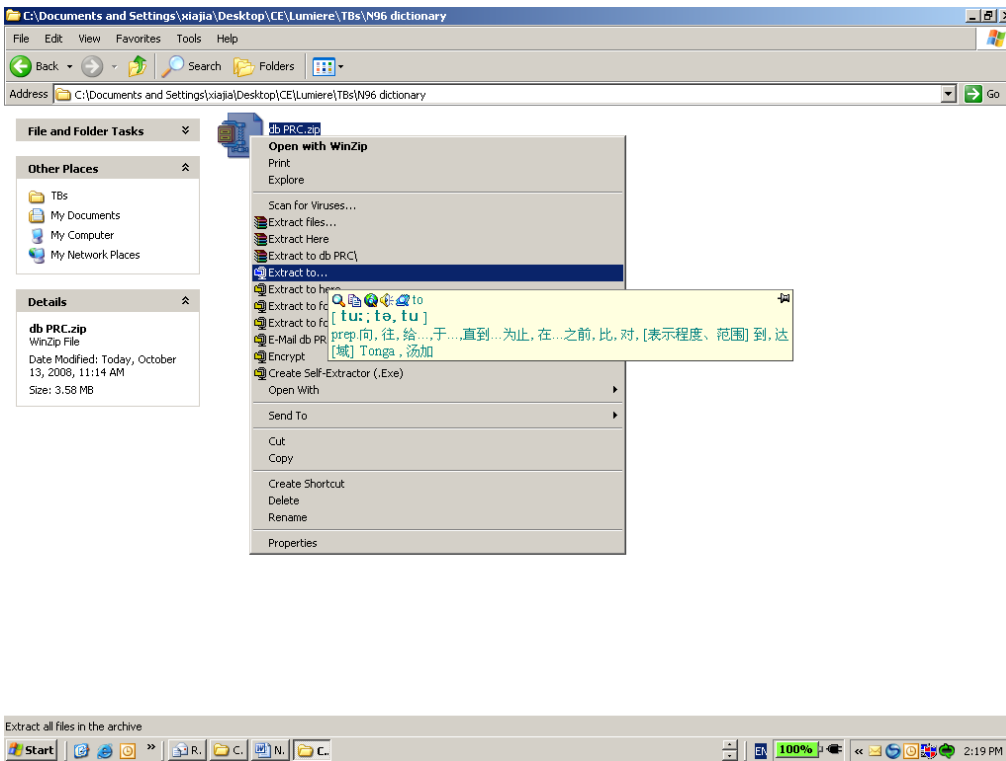 C:\Documents and Settings\xiajia\Desktop\CE\Lumiere\TBs\N96 dictionary
File Edit View Favorites Tools Help
Back Search Folders
Address C:\Documents and Settings\xiajia\Desktop\CE\Lumiere\TBs\N96 dictionary Go
File and Folder Tasks
Other Places
TBs
My Documents
My Computer
My Network Places
Details
db PRC.zip
WinZip File
Date Modified: Today, October
13, 2008, 11:14 AM
Size: 3.58 MB
db PRC.zip
Open with WinZip
Print
Explore
Scan for Viruses...
Extract files...
Extract Here
Extract to db PRC\
Extract to...
Extract to here
Extract to fo
Extract to fo
E-Mail db PR
Encrypt
Create Self-Extractor (.Exe)
Open With
Send To
Cut
Copy
Create Shortcut
Delete
Rename
Properties
to
[ tu:; tə, tu ]
prep.向, 往, 给…,于…,直到…为止, 在…之前, 比, 对, [表示程度、范围] 到, 达
[域] Tonga , 汤加
Extract all files in the archive
Start R. C. N. C. EN 100% 2:19 PM